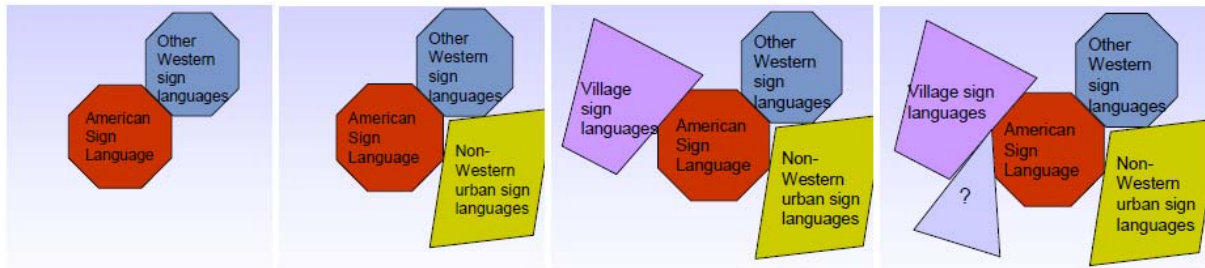 Other
Western
sign
languages
American
Sign
Language
Other
Western
sign
languages
American
Sign
Language
Non-
Western
urban sign
languages
Other
Western
sign
languages
Village
sign
languages
American
Sign
Language
Non-
Western
urban sign
languages
Other
Western
sign
languages
Village sign
languages
American
Sign
Language
Non-
Western
urban sign
languages
?